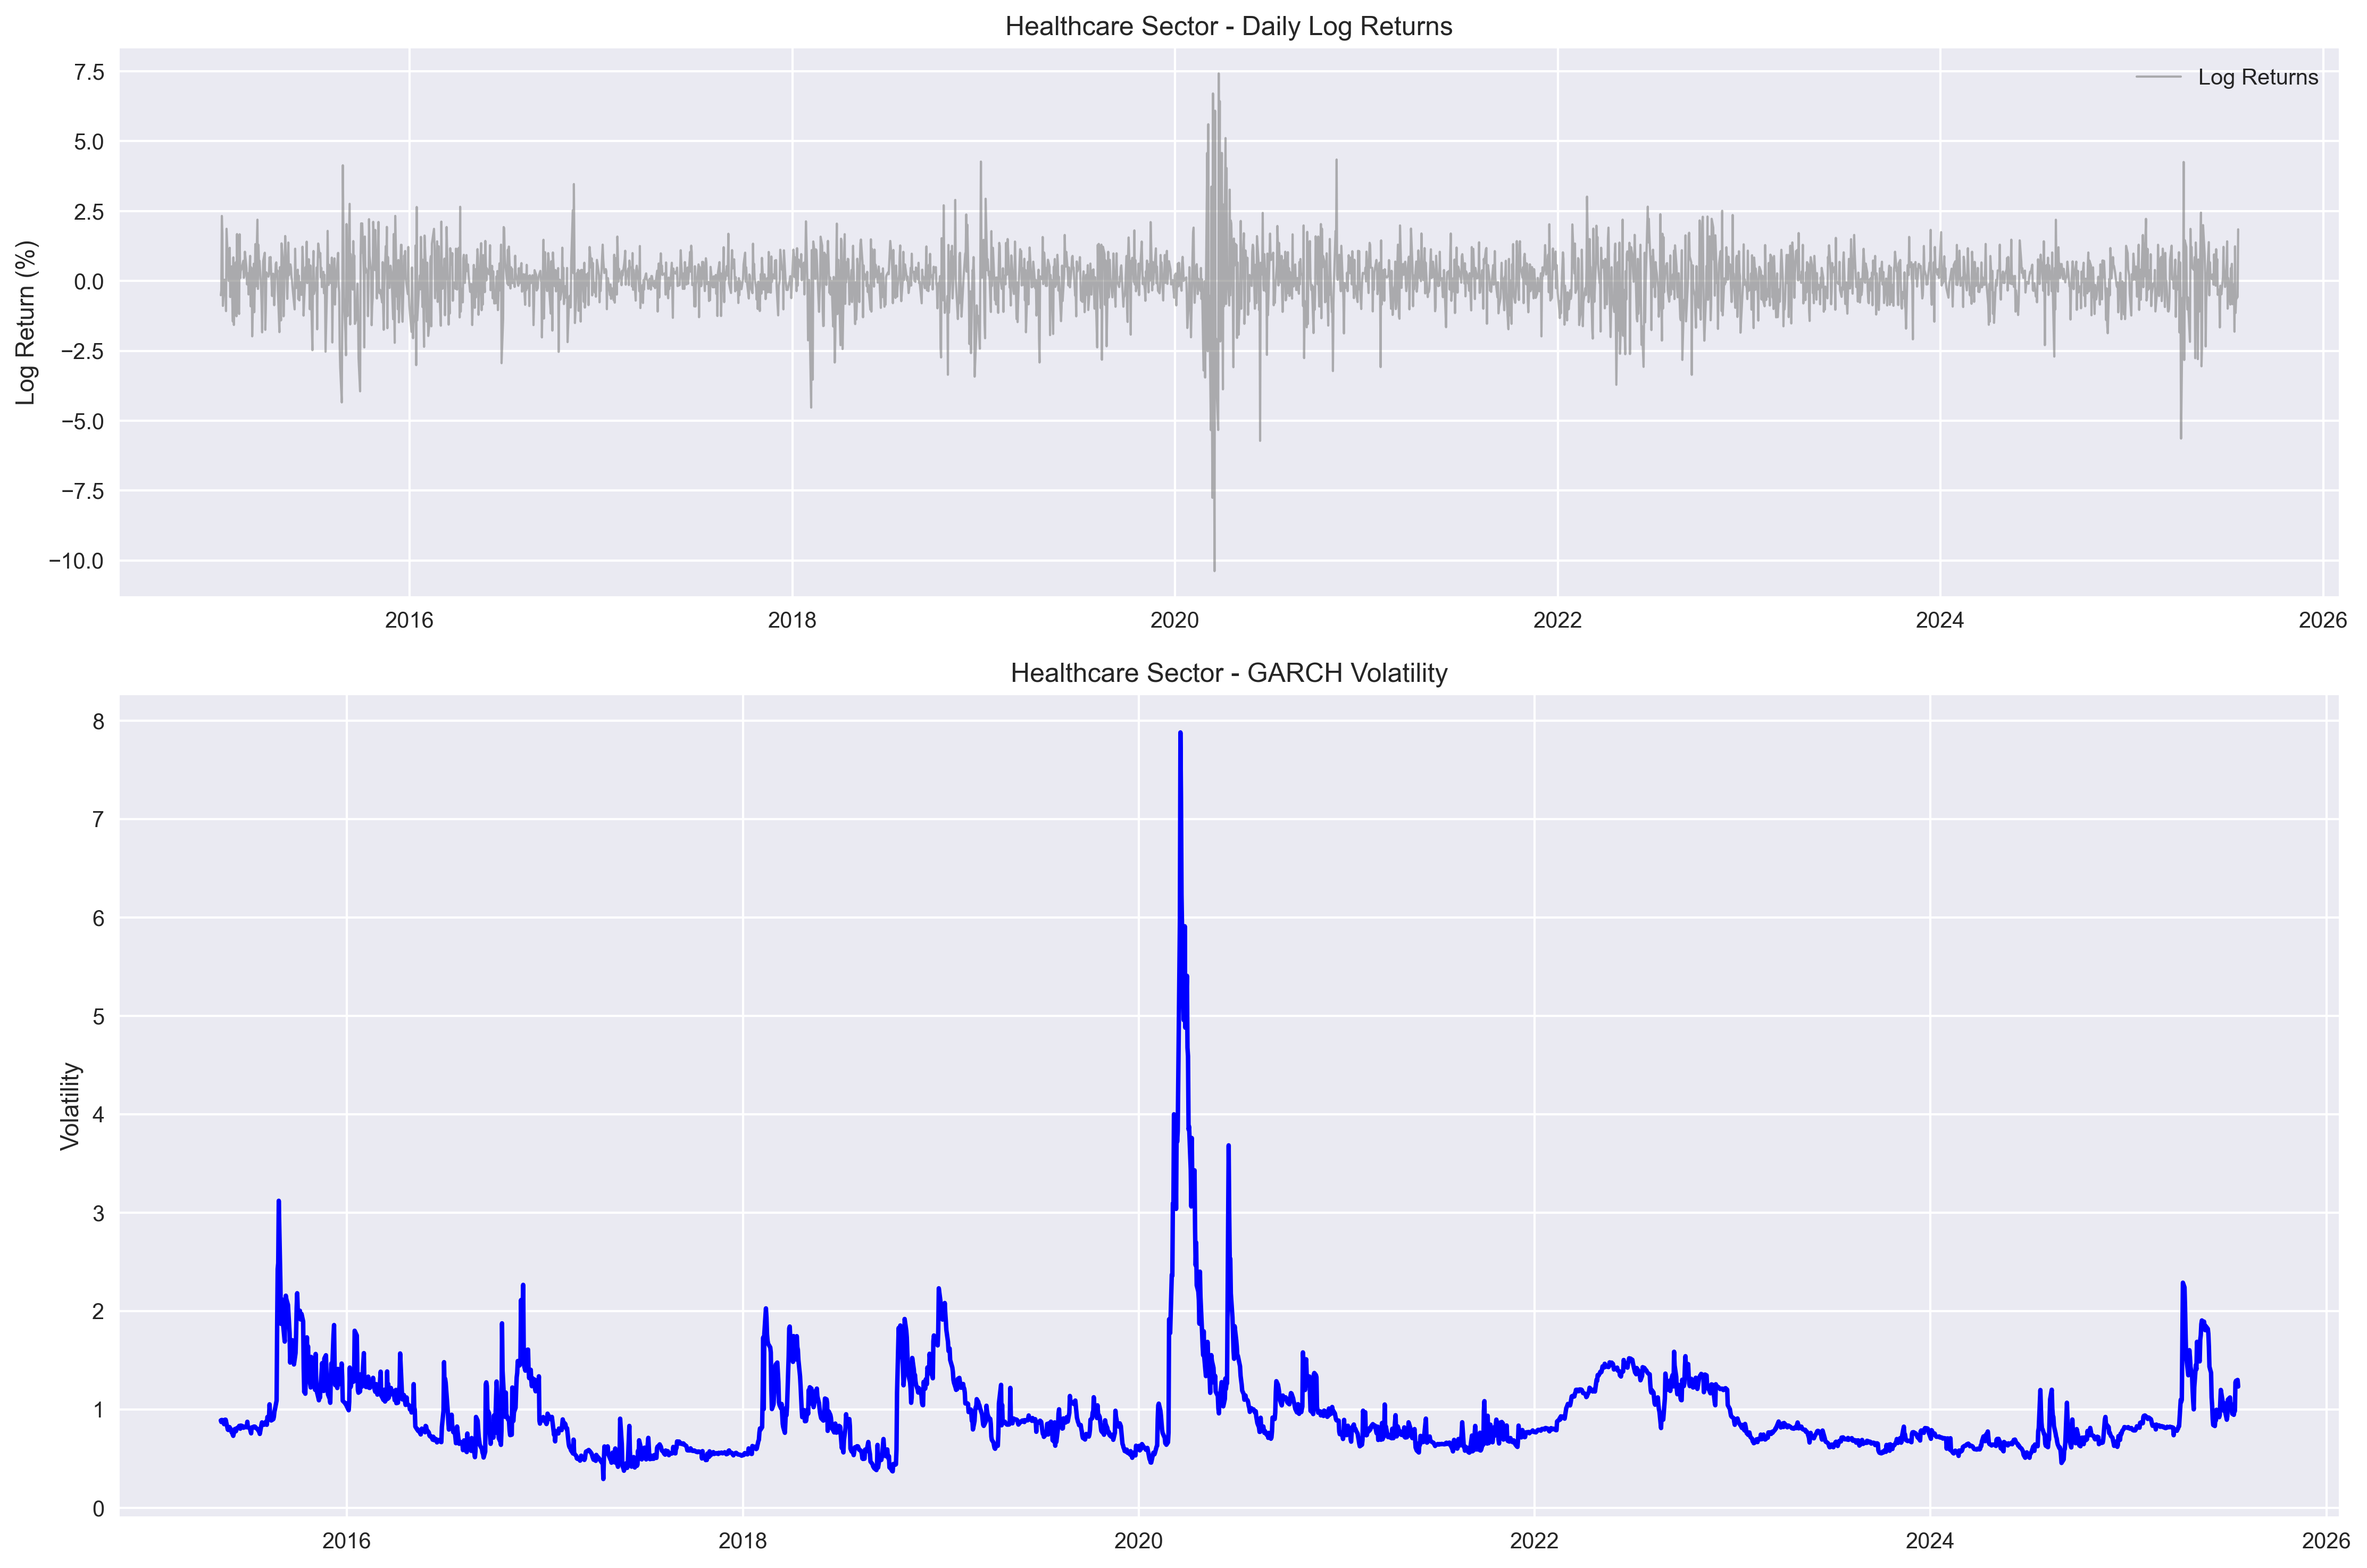 Healthcare Sector - Daily Log Returns
Log Returns
Log Return (%)
7.5
5.0
2.5
0.0
−2.5
−5.0
−7.5
−10.0
2016 2018 2020 2022 2024 2026
Healthcare Sector - GARCH Volatility
Volatility
8
7
6
5
4
3
2
1
0
2016 2018 2020 2022 2024 2026